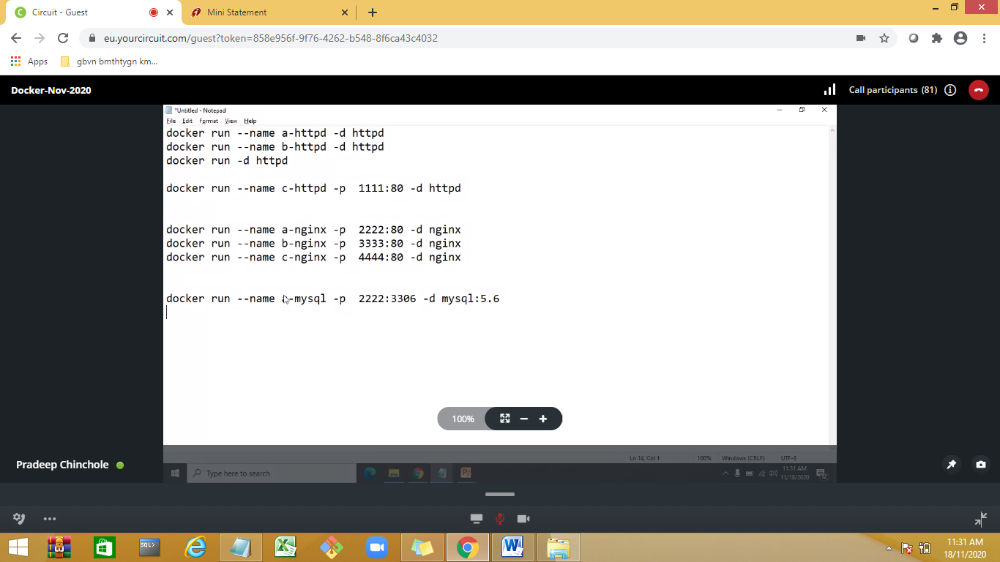 Circuit - Guest
Mini Statement
eu.yourcircuit.com/guest?token=858e956f-9f76-4262-b548-8f6ca43c4032
Apps
gbvn bmthtygn km...
Docker-Nov-2020
Call participants (81)
*Untitled - Notepad
File Edit Format View Help
docker run --name a-httpd -d httpd
docker run --name b-httpd -d httpd
docker run -d httpd
docker run --name c-httpd -p  1111:80 -d httpd
docker run --name a-nginx -p  2222:80 -d nginx
docker run --name b-nginx -p  3333:80 -d nginx
docker run --name c-nginx -p  4444:80 -d nginx
docker run --name -mysql -p  2222:3306 -d mysql:5.6
100%
Ln 14, Col 1 100% Windows (CRLF) UTF-8
Pradeep Chinchole
Type here to search
11:31 AM
11/18/2020
SQL>
11:31 AM
18/11/2020